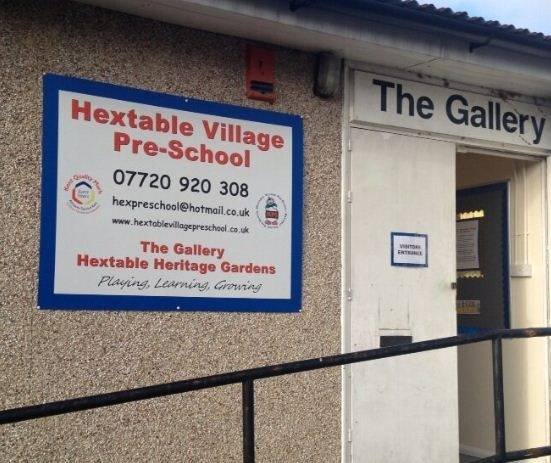 Hextable Village
Pre-School
07720 920 308
hexpreschool@hotmail.co.uk
www.hextablevillagepreschool.co.uk
The Gallery
Hextable Heritage Gardens
Playing, Learning, Growing
The Gallery
VISITORS
ENTRANCE